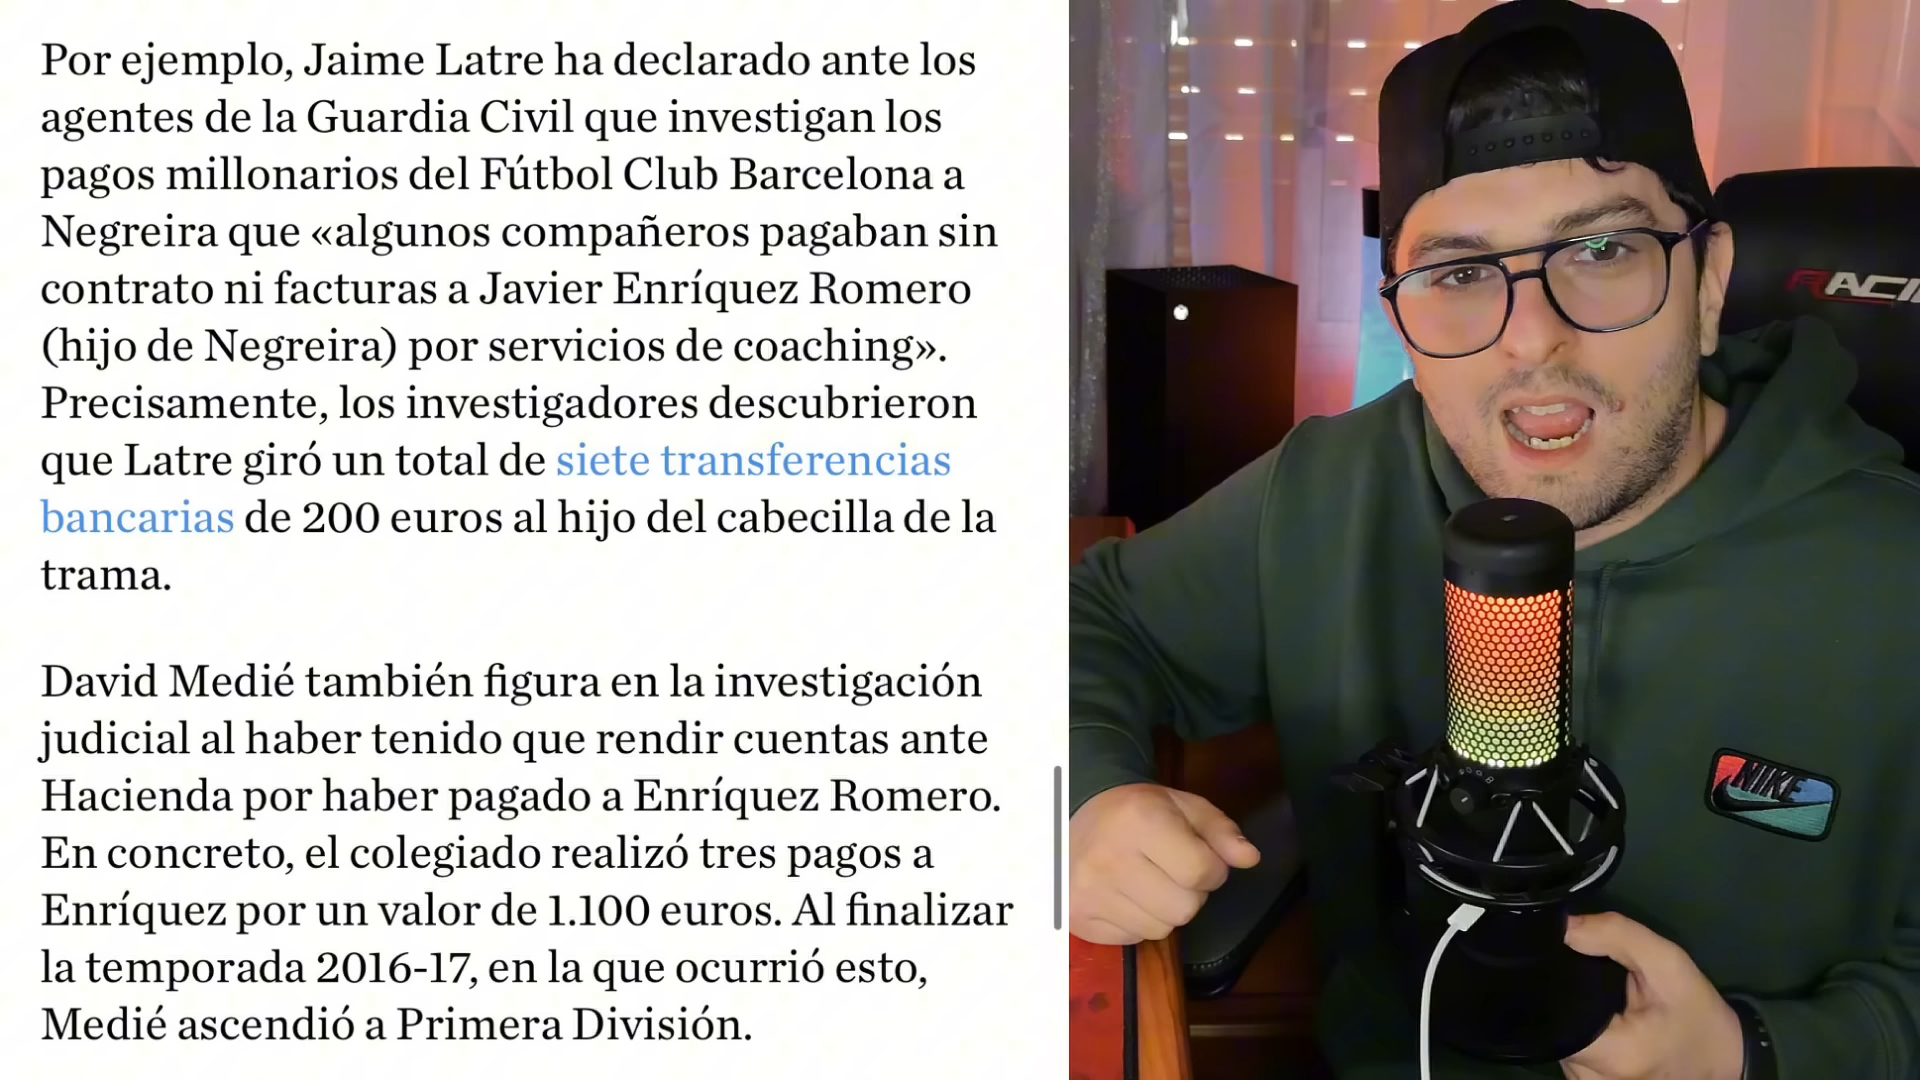 Por ejemplo, Jaime Latre ha declarado ante los
agentes de la Guardia Civil que investigan los
pagos millonarios del Fútbol Club Barcelona a
Negreira que «algunos compañeros pagaban sin
contrato ni facturas a Javier Enríquez Romero
(hijo de Negreira) por servicios de coaching».
Precisamente, los investigadores descubrieron
que Latre giró un total de siete transferencias
bancarias de 200 euros al hijo del cabecilla de la
trama.
David Medié también figura en la investigación
judicial al haber tenido que rendir cuentas ante
Hacienda por haber pagado a Enríquez Romero.
En concreto, el colegiado realizó tres pagos a
Enríquez por un valor de 1.100 euros. Al finalizar
la temporada 2016-17, en la que ocurrió esto,
Medié ascendió a Primera División.
NIKE